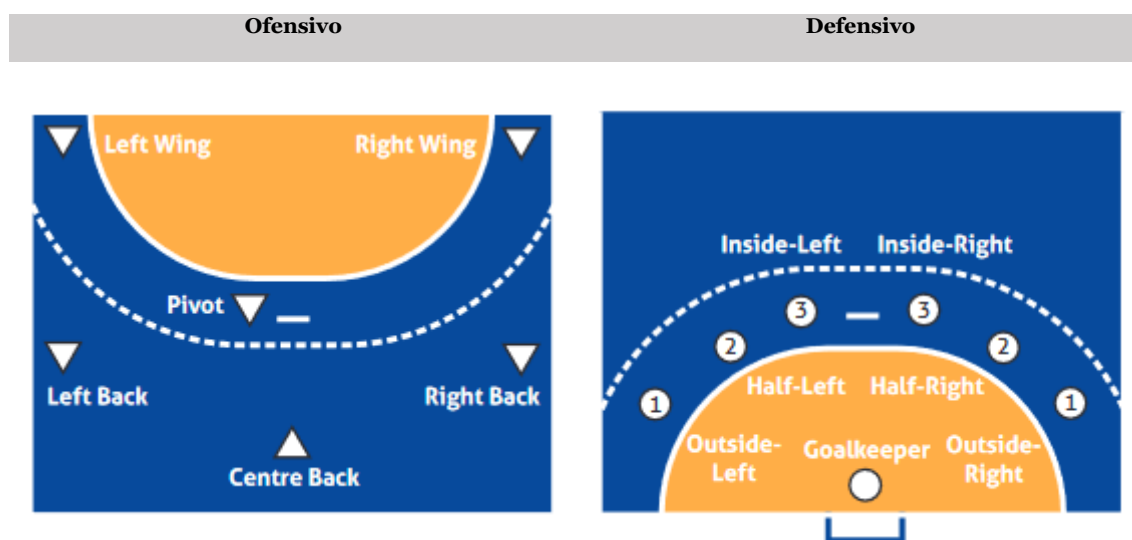 Ofensivo
Defensivo
Left Wing
Right Wing
Pivot
Left Back
Right Back
Centre Back
Inside-Left
Inside-Right
3
3
2
2
Half-Left
Half-Right
1
1
Outside-
Left
Goalkeeper
Outside-
Right